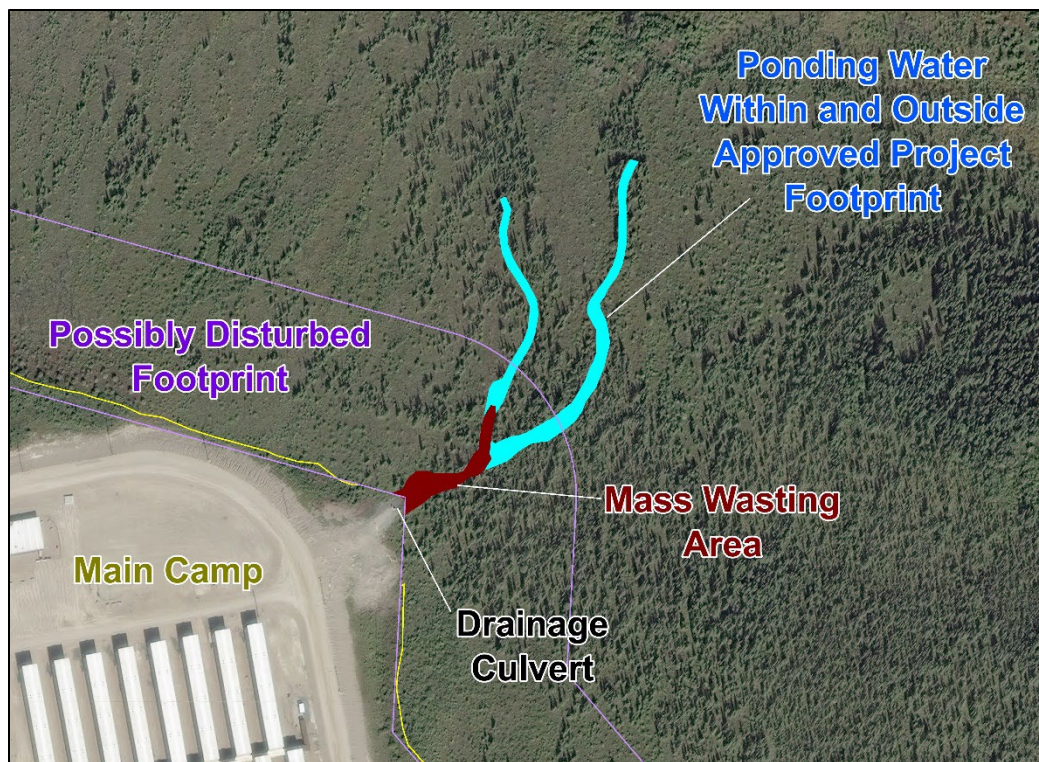 Ponding Water
Within and Outside
Approved Project
Footprint
Possibly Disturbed
Footprint
Mass Wasting
Area
Main Camp
Drainage
Culvert